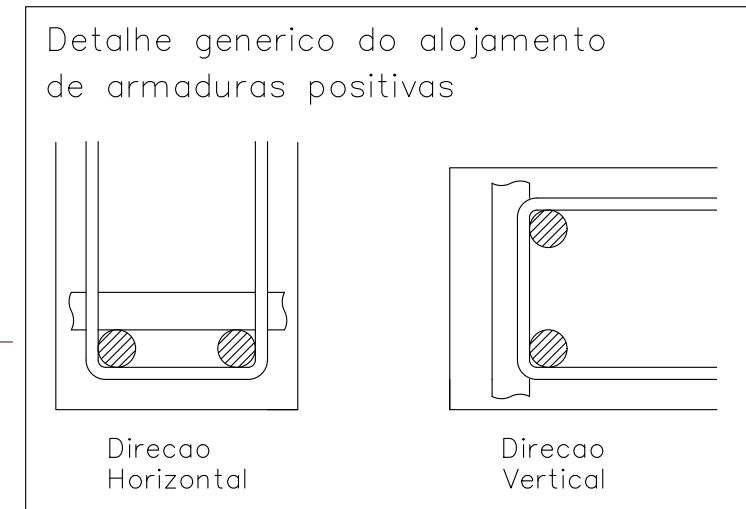 Detalhe generico do alojamento
de armaduras positivas
Direcao
Horizontal
Direcao
Vertical